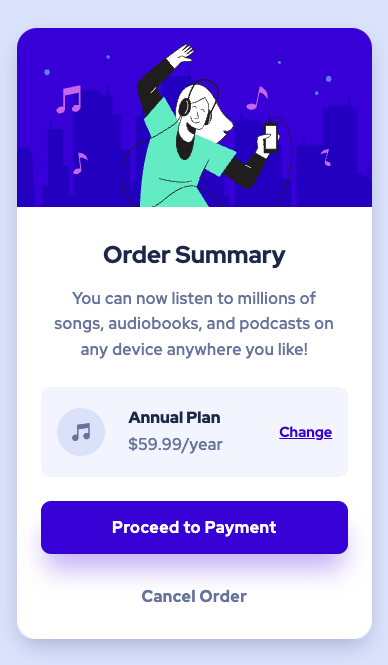 Order Summary
You can now listen to millions of
songs, audiobooks, and podcasts on
any device anywhere you like!
Annual Plan
$59.99/year
Change
Proceed to Payment
Cancel Order